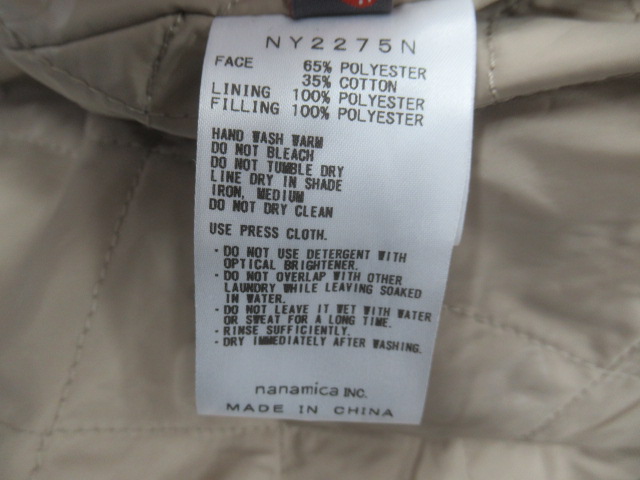 NY2275N
FACE 65% POLYESTER
35% COTTON
LINING 100% POLYESTER
FILLING 100% POLYESTER
HAND WASH WARM
DO NOT BLEACH
DO NOT TUMBLE DRY
LINE DRY IN SHADE
IRON, MEDIUM
DO NOT DRY CLEAN
USE PRESS CLOTH.
・DO NOT USE DETERGENT WITH
OPTICAL BRIGHTENER.
・DO NOT OVERLAP WITH OTHER
LAUNDRY WHILE LEAVING SOAKED
IN WATER.
・DO NOT LEAVE IT WET WITH WATER
OR SWEAT FOR A LONG TIME.
・RINSE SUFFICIENTLY.
・DRY IMMEDIATELY AFTER WASHING.
nanamica INC.
MADE IN CHINA